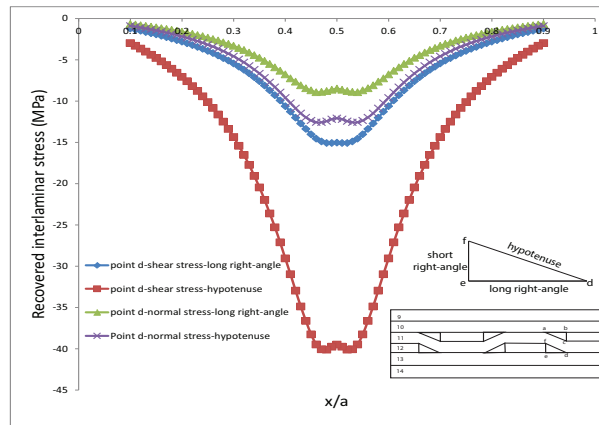 0 0.1 0.2 0.3 0.4 0.5 0.6 0.7 0.8 0.9 1
0
-5
-10
-15
-20
-25
-30
-35
-40
-45
Recovered interlaminar stress (MPa)
x/a
point d-shear stress-long right-angle
point d-shear stress-hypotenuse
point d-normal stress-long right-angle
Point d-normal stress-hypotenuse
f
hypotenuse
short
right-angle
e
d
long right-angle
9
10
a b
11
f c
12
e d
13
14